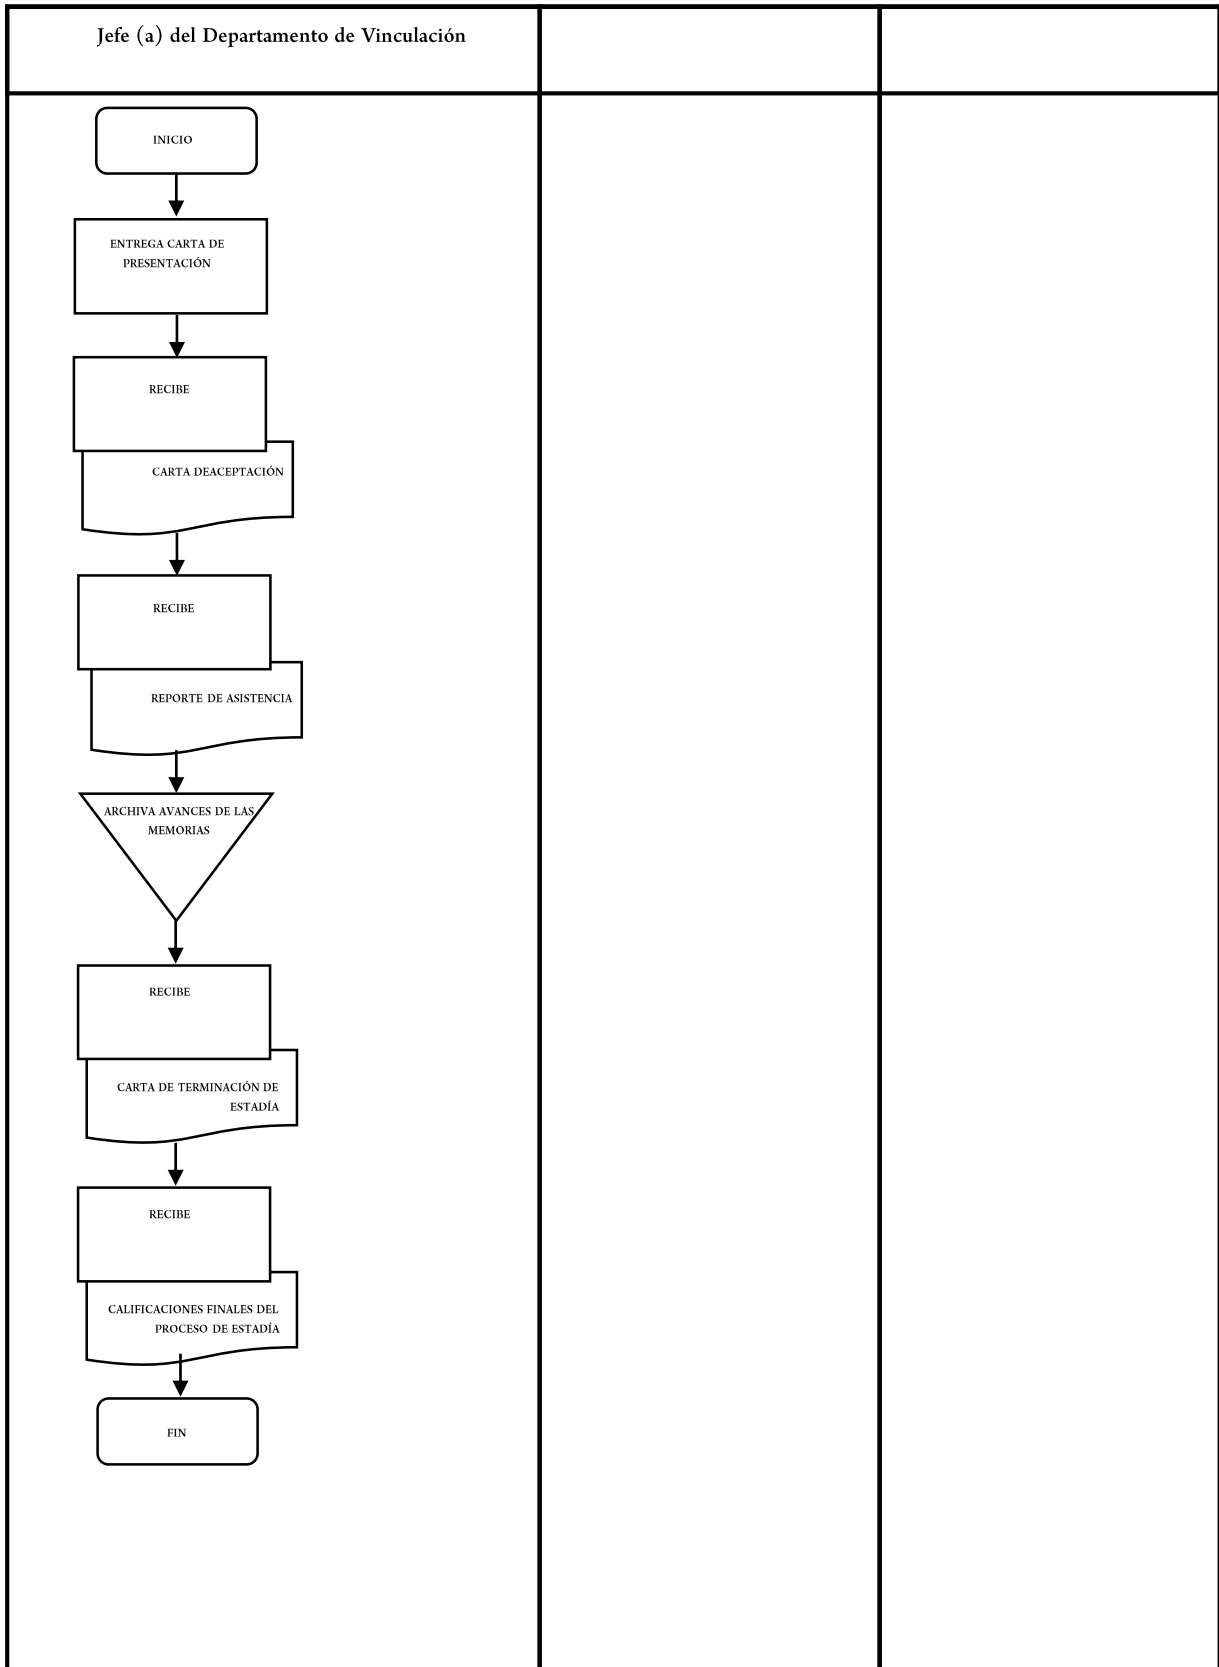 Jefe (a) del Departamento de Vinculación
INICIO
ENTREGA CARTA DE
PRESENTACIÓN
RECIBE
CARTA DEACEPTACIÓN
RECIBE
REPORTE DE ASISTENCIA
ARCHIVA AVANCES DE LAS
MEMORIAS
RECIBE
CARTA DE TERMINACIÓN DE
ESTADÍA
RECIBE
CALIFICACIONES FINALES DEL
PROCESO DE ESTADÍA
FIN